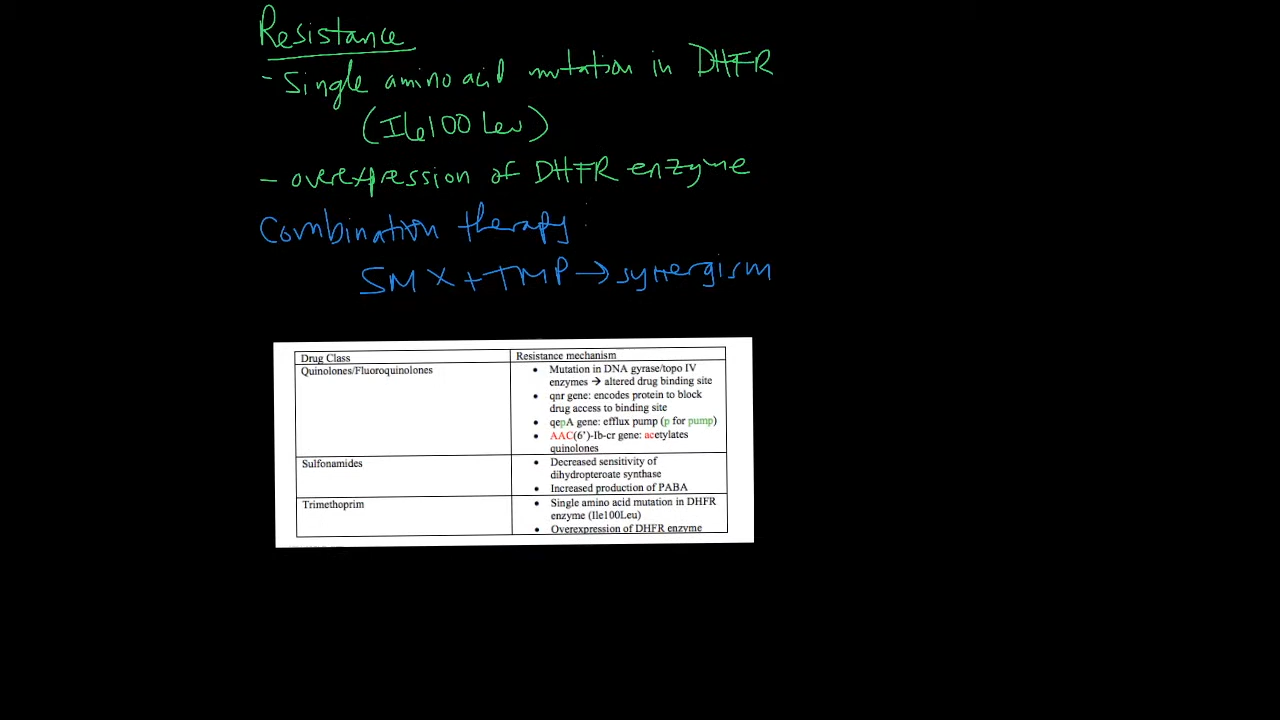 Resistance
- Single amino acid mutation in DHFR
(Ile100Leu)
- overexpression of DHFR enzyme
Combination therapy:
SMX + TMP → synergism
Drug Class
Resistance mechanism
Quinolones/Fluoroquinolones
• Mutation in DNA gyrase/topo IV
enzymes → altered drug binding site
• qnr gene: encodes protein to block
drug access to binding site
• qepA gene: efflux pump (p for pump)
• AAC(6')-Ib-cr gene: acetylates
quinolones
Sulfonamides
• Decreased sensitivity of
dihydropteroate synthase
• Increased production of PABA
Trimethoprim
• Single amino acid mutation in DHFR
enzyme (Ile100Leu)
• Overexpression of DHFR enzyme